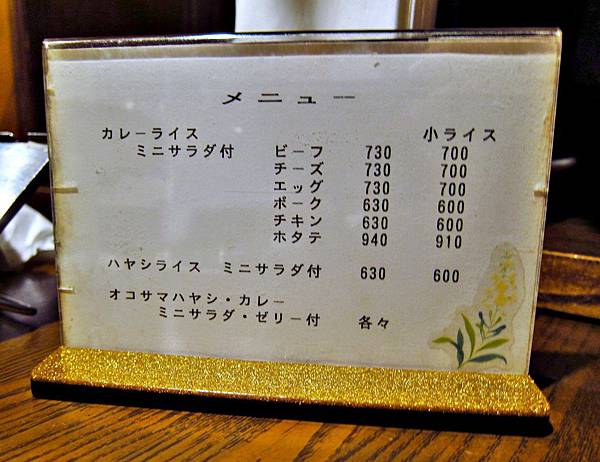 メニュー
カレーライス 小ライス
ミニサラダ付 ビーフ 730 700
チーズ 730 700
エッグ 730 700
ポーク 630 600
チキン 630 600
ホタテ 940 910
ハヤシライス ミニサラダ付 630 600
オコサマハヤシ・カレー
ミニサラダ・ゼリー付 各々